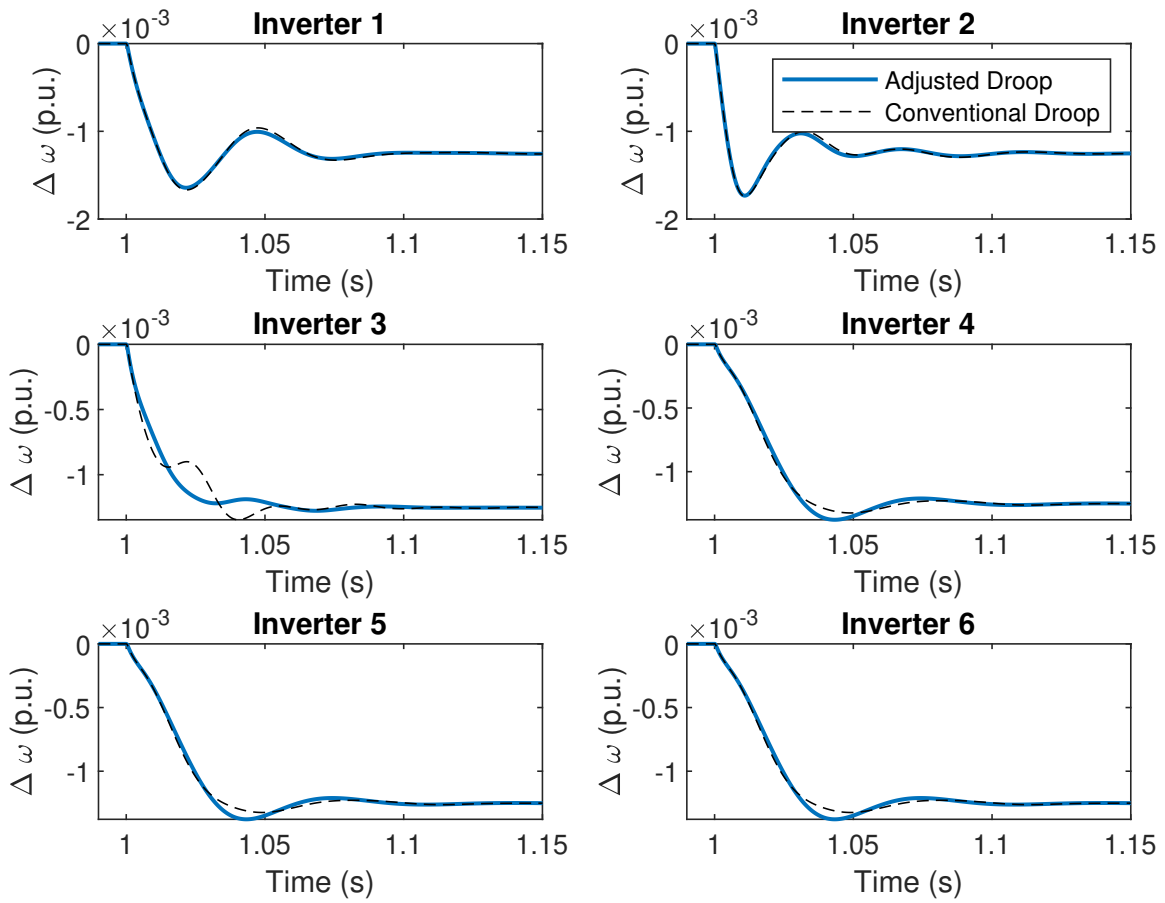 Inverter 1
×10-3
0
-1
-2
Δ ω (p.u.)
1
1.05
1.1
1.15
Time (s)
Inverter 2
×10-3
0
-1
-2
Δ ω (p.u.)
Adjusted Droop
Conventional Droop
1
1.05
1.1
1.15
Time (s)
Inverter 3
×10-3
0
-0.5
-1
Δ ω (p.u.)
1
1.05
1.1
1.15
Time (s)
Inverter 4
×10-3
0
-0.5
-1
Δ ω (p.u.)
1
1.05
1.1
1.15
Time (s)
Inverter 5
×10-3
0
-0.5
-1
Δ ω (p.u.)
1
1.05
1.1
1.15
Time (s)
Inverter 6
×10-3
0
-0.5
-1
Δ ω (p.u.)
1
1.05
1.1
1.15
Time (s)